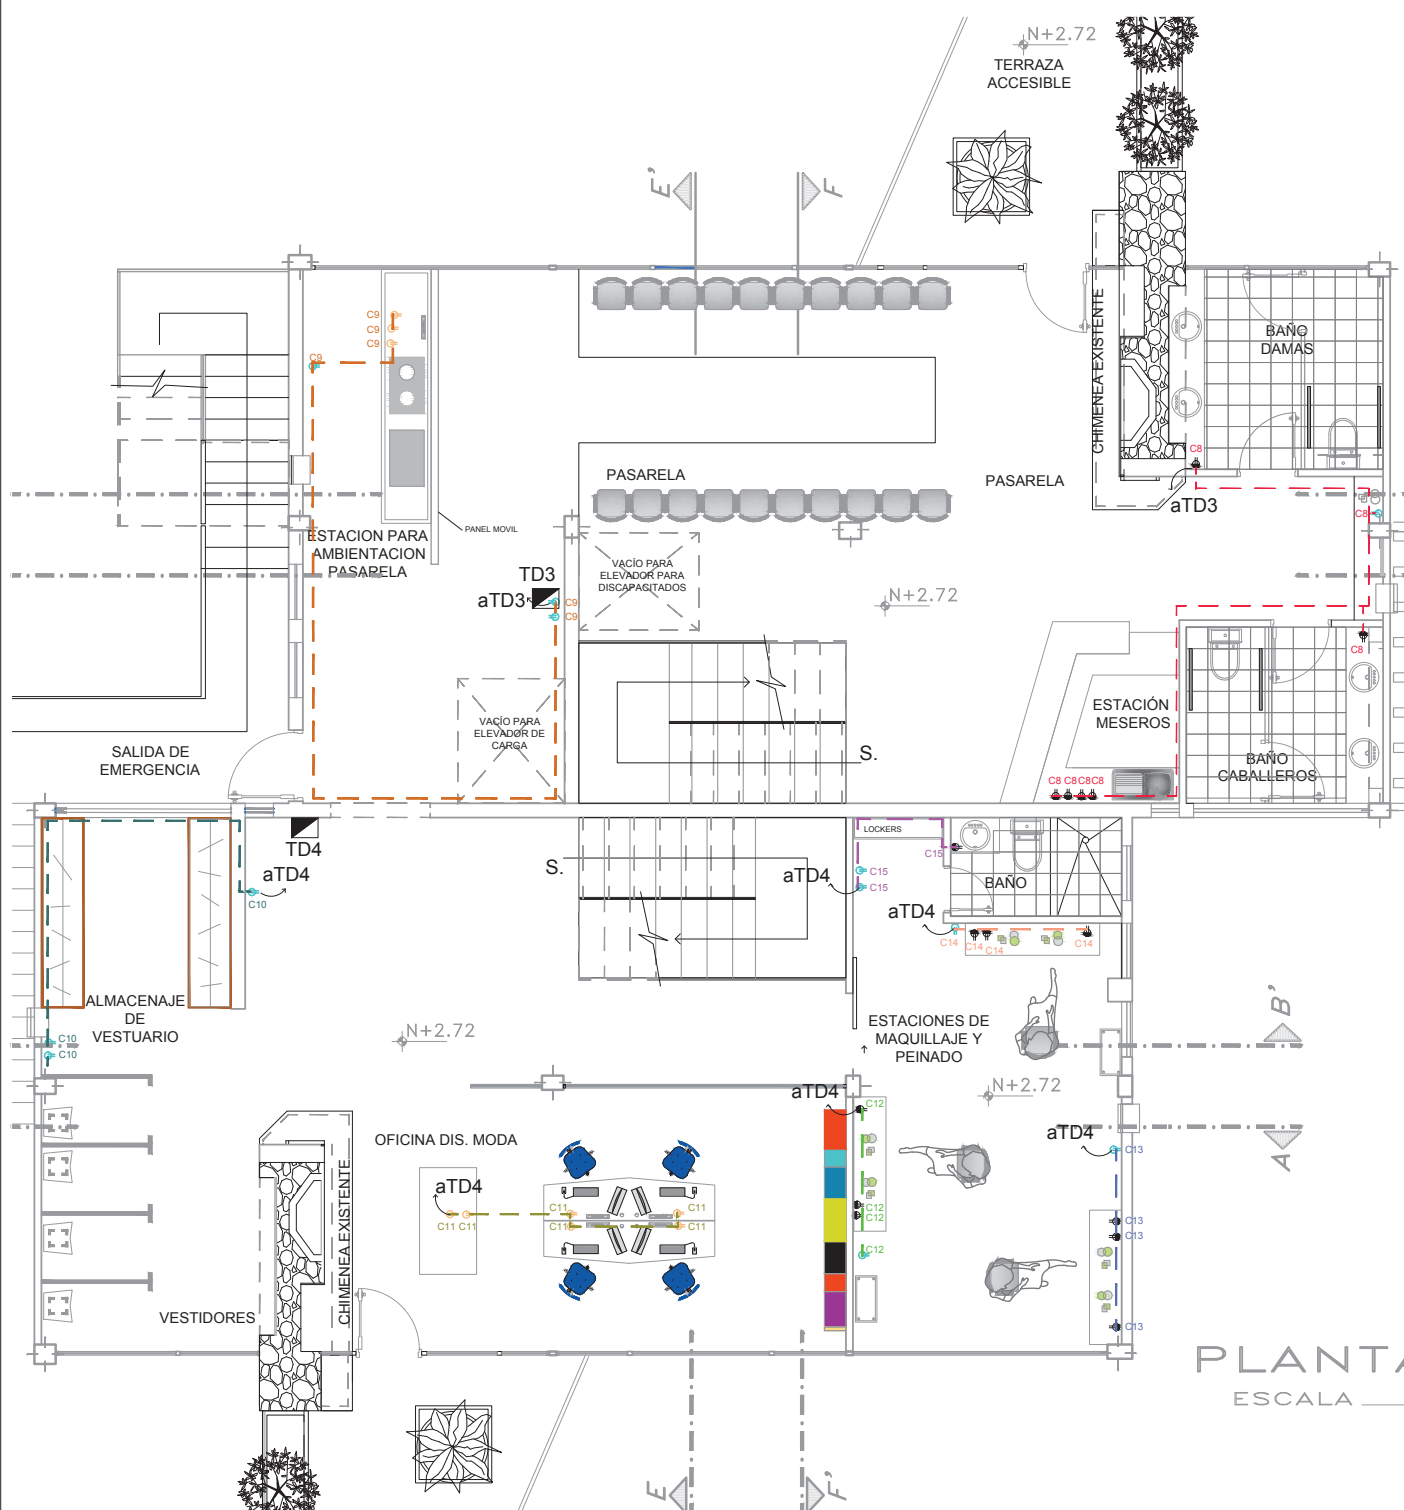 N+2.72
TERRAZA
ACCESIBLE
E'
F
CHIMENEA EXISTENTE
BAÑO
DAMAS
C9
C9
C9
C9
PASARELA
PASARELA
C8
aTD3
C8
PANEL MOVIL
ESTACION PARA
AMBIENTACION
PASARELA
VACÍO PARA
ELEVADOR PARA
DISCAPACITADOS
TD3
aTD3
C9
C9
N+2.72
C8
ESTACIÓN
MESEROS
VACÍO PARA
ELEVADOR DE
CARGA
S.
SALIDA DE
EMERGENCIA
BAÑO
CABALLEROS
C8 C8 C8 C8
TD4
aTD4
C10
S.
LOCKERS
C15
aTD4
C15
C15
BAÑO
aTD4
C14
C14
C14
C14
ALMACENAJE
DE
VESTUARIO
C10
C10
N+2.72
ESTACIONES DE
MAQUILLAJE Y
PEINADO
B'
N+2.72
aTD4
C12
aTD4
C13
A
OFICINA DIS. MODA
CHIMENEA EXISTENTE
aTD4
C11 C11
C11
C11
C11
C11
C12
C12
C12
C13
C13
C13
VESTIDORES
PLANTA
ESCALA
E
F'